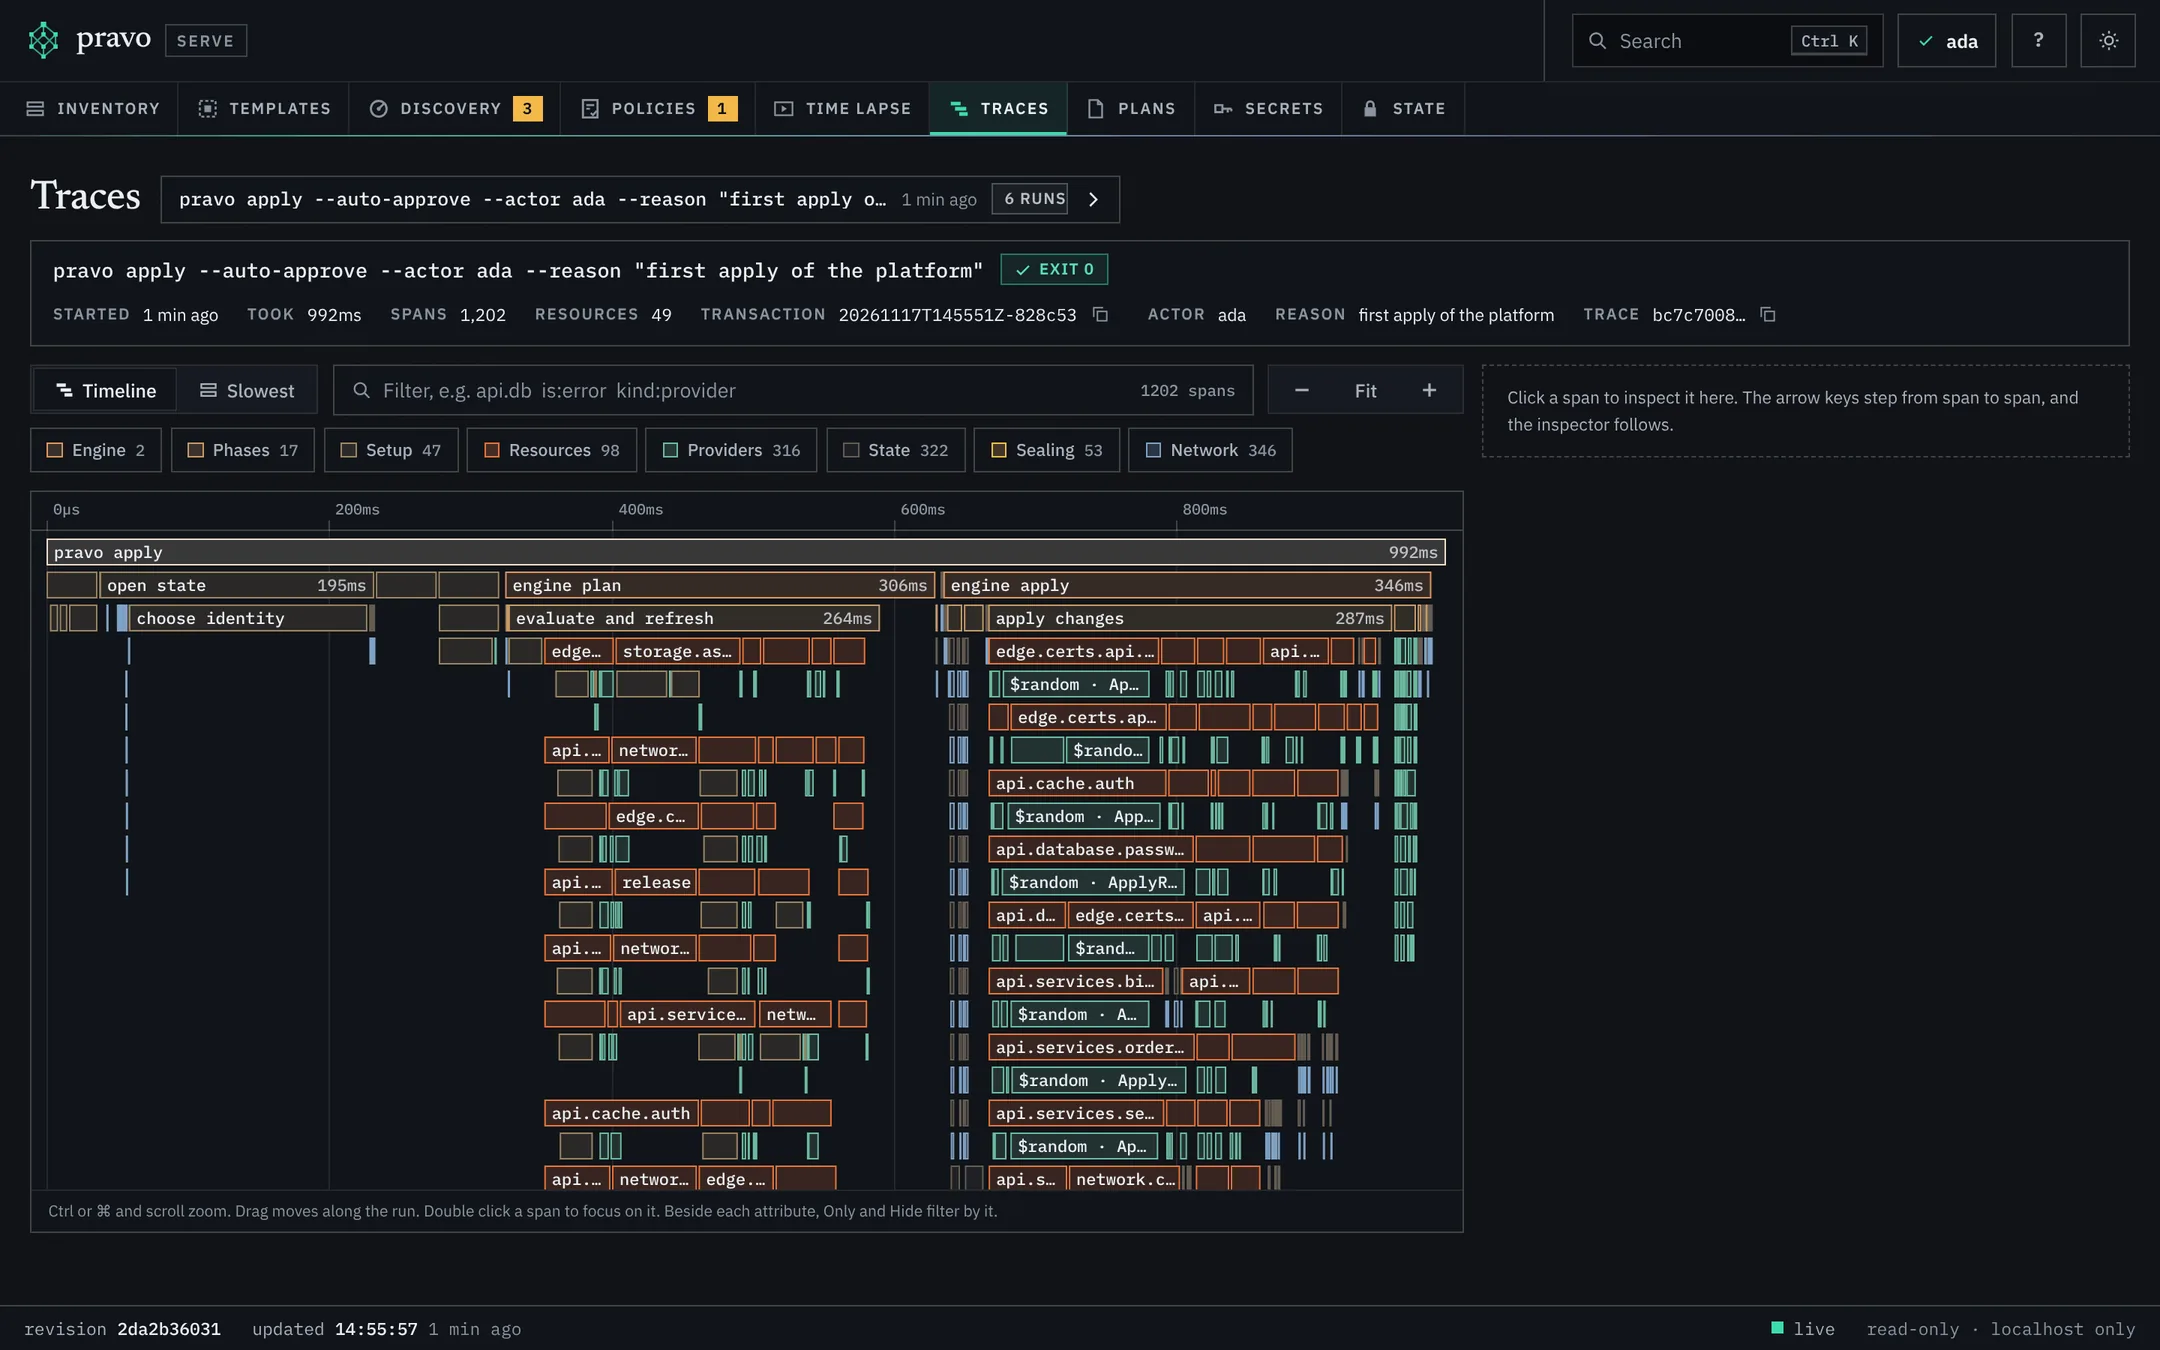 pravo SERVE Search Ctrl K ada ?
INVENTORY TEMPLATES DISCOVERY 3 POLICIES 1 TIME LAPSE TRACES PLANS SECRETS STATE
Traces pravo apply --auto-approve --actor ada --reason "first apply o… 1 min ago 6 RUNS
pravo apply --auto-approve --actor ada --reason "first apply of the platform" EXIT 0
STARTED 1 min ago TOOK 992ms SPANS 1,202 RESOURCES 49 TRANSACTION 20261117T145551Z-828c53 ACTOR ada REASON first apply of the platform TRACE bc7c7008…
Timeline Slowest Filter, e.g. api.db is:error kind:provider 1202 spans − Fit +
Click a span to inspect it here. The arrow keys step from span to span, and
the inspector follows.
Engine 2 Phases 17 Setup 47 Resources 98 Providers 316 State 322 Sealing 53 Network 346
0μs 200ms 400ms 600ms 800ms
pravo apply 992ms
open state 195ms engine plan 306ms engine apply 346ms
choose identity evaluate and refresh 264ms apply changes 287ms
edge… storage.as… edge.certs.api.… api.…
$random · Ap…
edge.certs.ap…
api.… networ… $rando…
api.cache.auth
edge.c… $random · App…
api.database.passw…
api.… release $random · ApplyR…
api.d… edge.certs… api.…
api.… networ… $rand…
api.services.bi… api.…
api.service… netw… $random · A…
api.services.order…
$random · Apply…
api.cache.auth api.services.se…
$random · Ap…
api.… networ… edge.… api.s… network.c…
Ctrl or ⌘ and scroll zoom. Drag moves along the run. Double click a span to focus on it. Beside each attribute, Only and Hide filter by it.
revision 2da2b36031 updated 14:55:57 1 min ago live read-only · localhost only